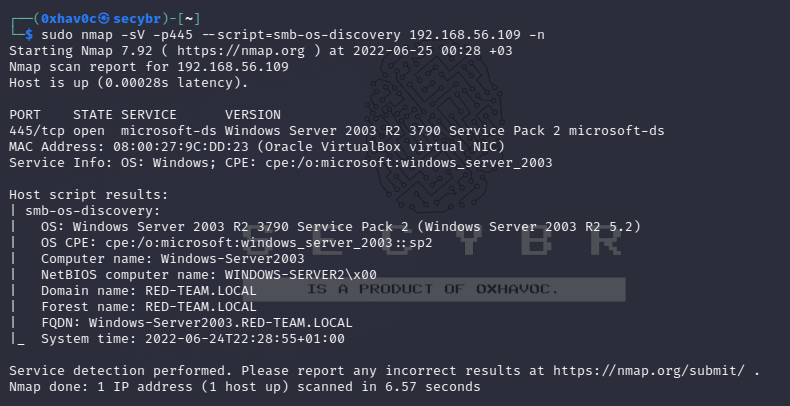 ┌──(0xhav0c㉿secybr)-[~]
└─$ sudo nmap -sV -p445 --script=smb-os-discovery 192.168.56.109 -n
Starting Nmap 7.92 ( https://nmap.org ) at 2022-06-25 00:28 +03
Nmap scan report for 192.168.56.109
Host is up (0.00028s latency).

PORT    STATE SERVICE      VERSION
445/tcp open  microsoft-ds Windows Server 2003 R2 3790 Service Pack 2 microsoft-ds
MAC Address: 08:00:27:9C:DD:23 (Oracle VirtualBox virtual NIC)
Service Info: OS: Windows; CPE: cpe:/o:microsoft:windows_server_2003

Host script results:
| smb-os-discovery:
|   OS: Windows Server 2003 R2 3790 Service Pack 2 (Windows Server 2003 R2 5.2)
|   OS CPE: cpe:/o:microsoft:windows_server_2003::sp2
|   Computer name: Windows-Server2003
|   NetBIOS computer name: WINDOWS-SERVER2\x00
|   Domain name: RED-TEAM.LOCAL
|   Forest name: RED-TEAM.LOCAL
|   FQDN: Windows-Server2003.RED-TEAM.LOCAL
|_  System time: 2022-06-24T22:28:55+01:00

Service detection performed. Please report any incorrect results at https://nmap.org/submit/ .
Nmap done: 1 IP address (1 host up) scanned in 6.57 seconds
SECYBR
IS A PRODUCT OF 0XHAV0C.